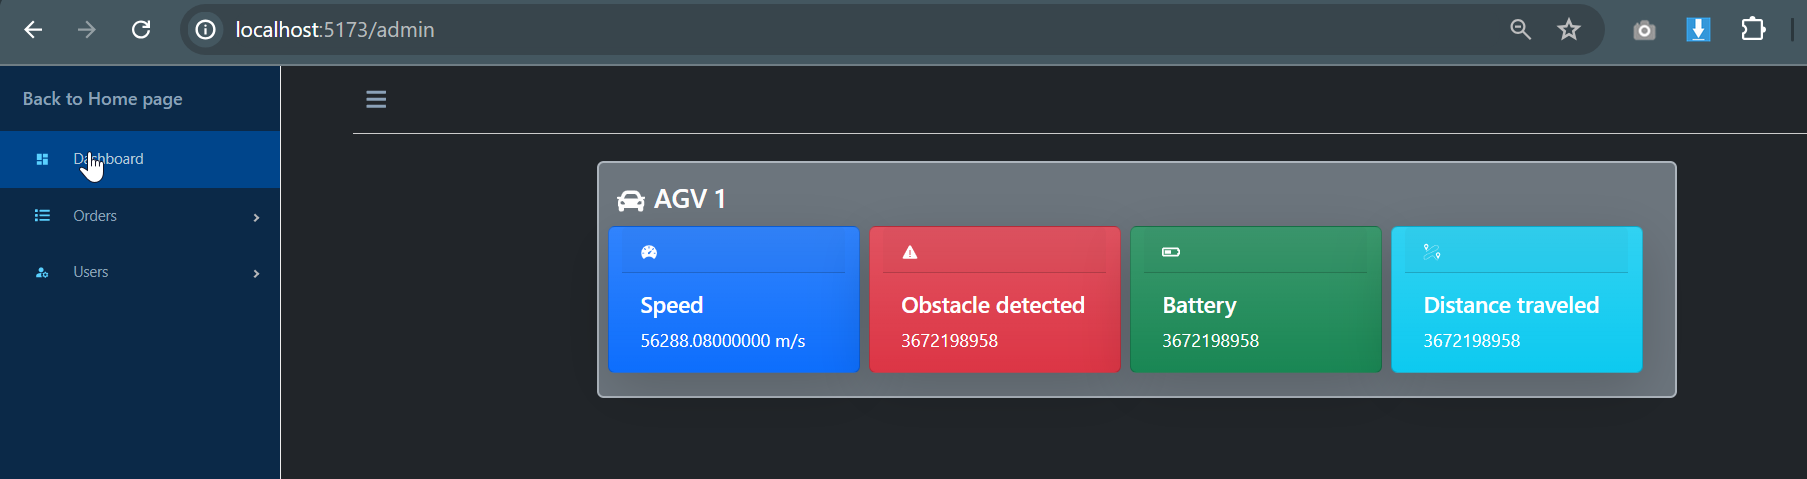 localhost:5173/admin
Back to Home page
Dashboard
Orders
Users
AGV 1
Speed
56288.08000000 m/s
Obstacle detected
3672198958
Battery
3672198958
Distance traveled
3672198958